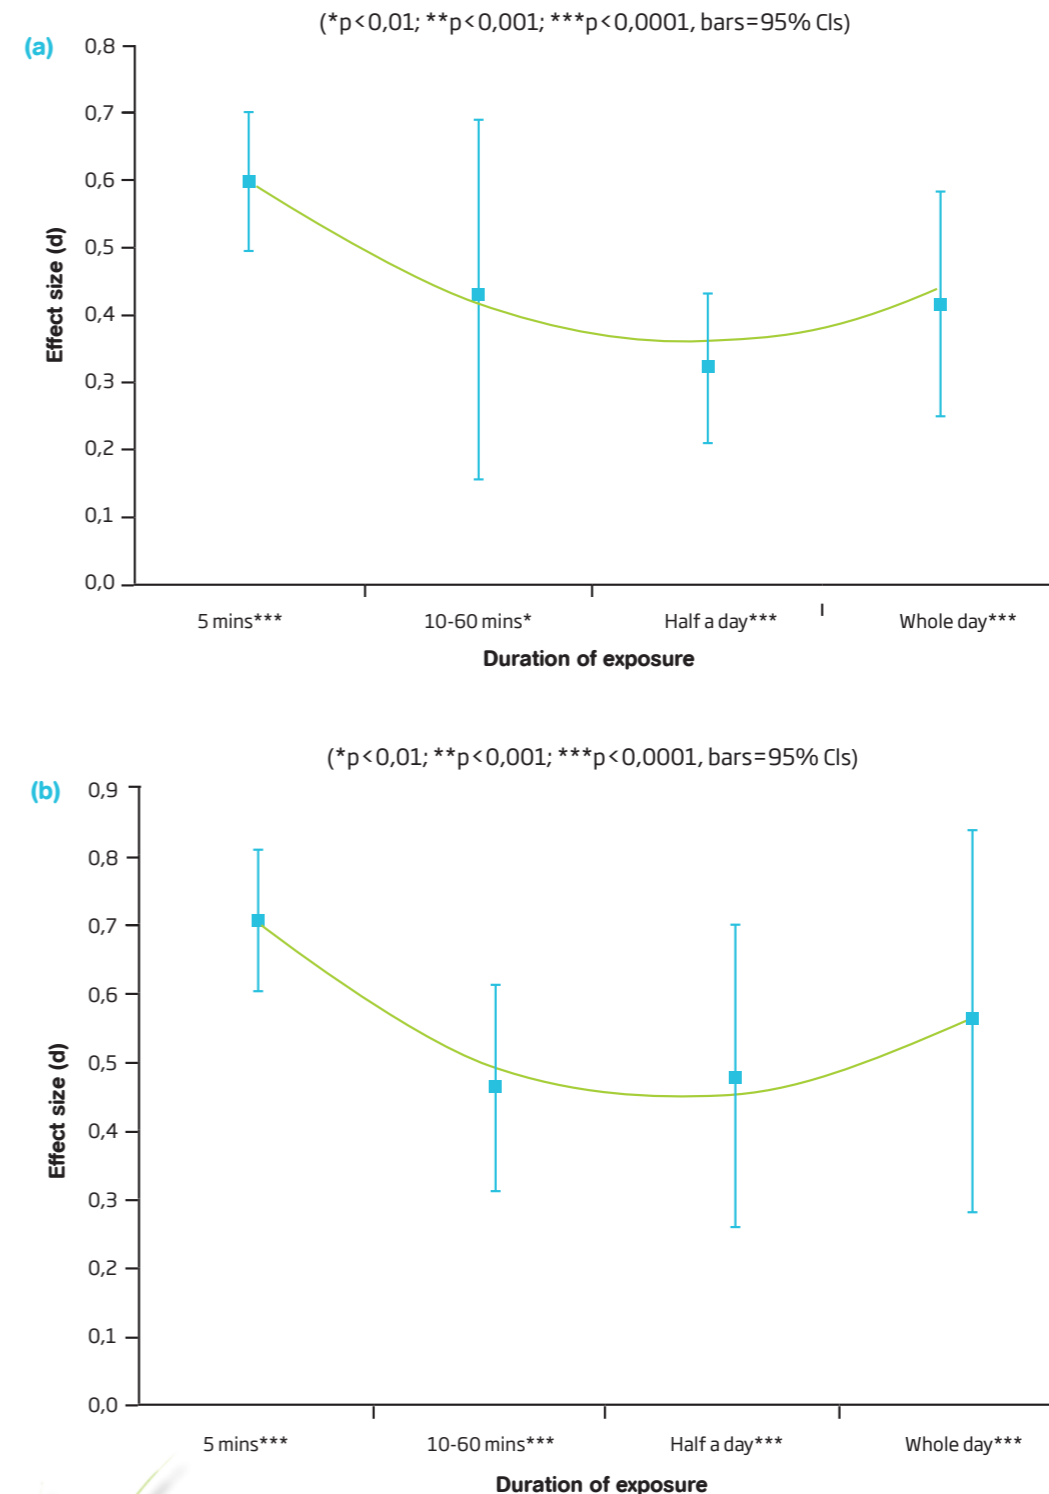 (*p<0,01; **p<0,001; ***p<0,0001, bars=95% CIs)
(a)
0,8
0,7
0,6
0,5
0,4
0,3
0,2
0,1
0,0
Effect size (d)
5 mins*** 10-60 mins* Half a day*** Whole day***
Duration of exposure
(*p<0,01; **p<0,001; ***p<0,0001, bars=95% CIs)
(b)
0,9
0,8
0,7
0,6
0,5
0,4
0,3
0,2
0,1
0,0
Effect size (d)
5 mins*** 10-60 mins*** Half a day*** Whole day***
Duration of exposure